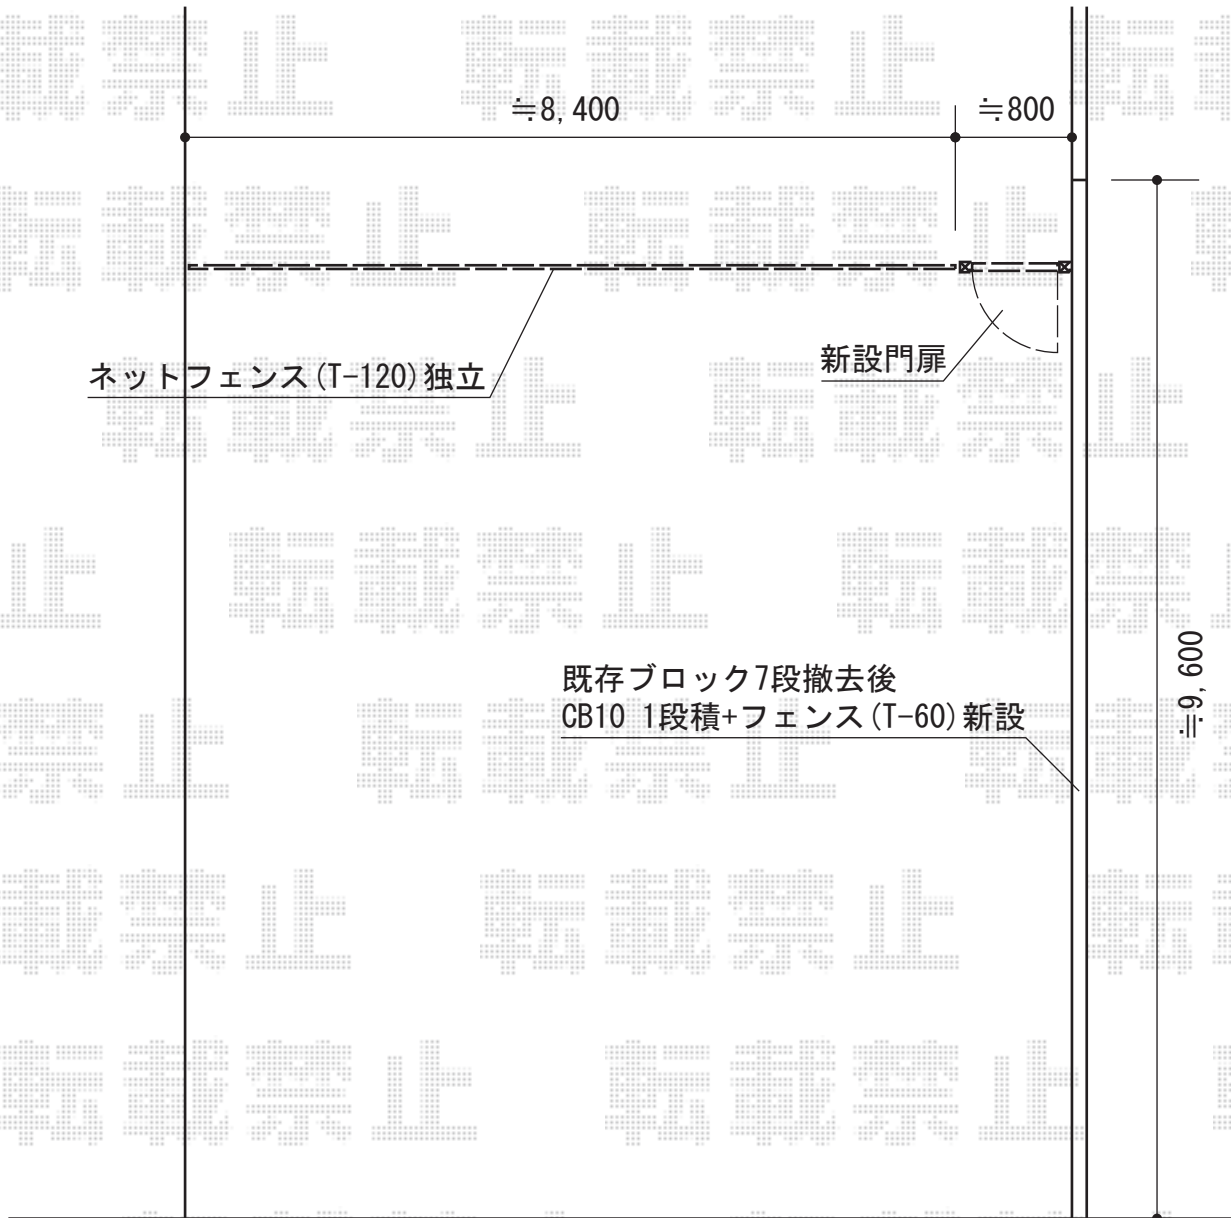 ≒8,400
≒800
ネットフェンス(T-120)独立
新設門扉
既存ブロック7段撤去後
CB10 1段積+フェンス(T-60)新設
≒9,600
転載禁止